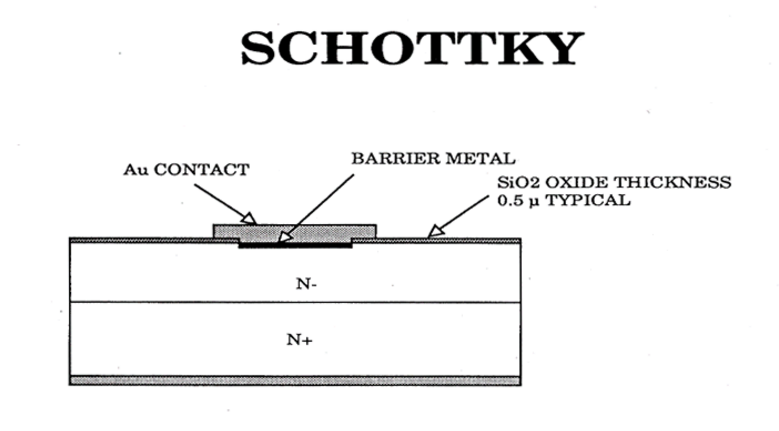 SCHOTTKY
BARRIER METAL
Au CONTACT
SiO2 OXIDE THICKNESS
0.5 µ TYPICAL
N-
N+